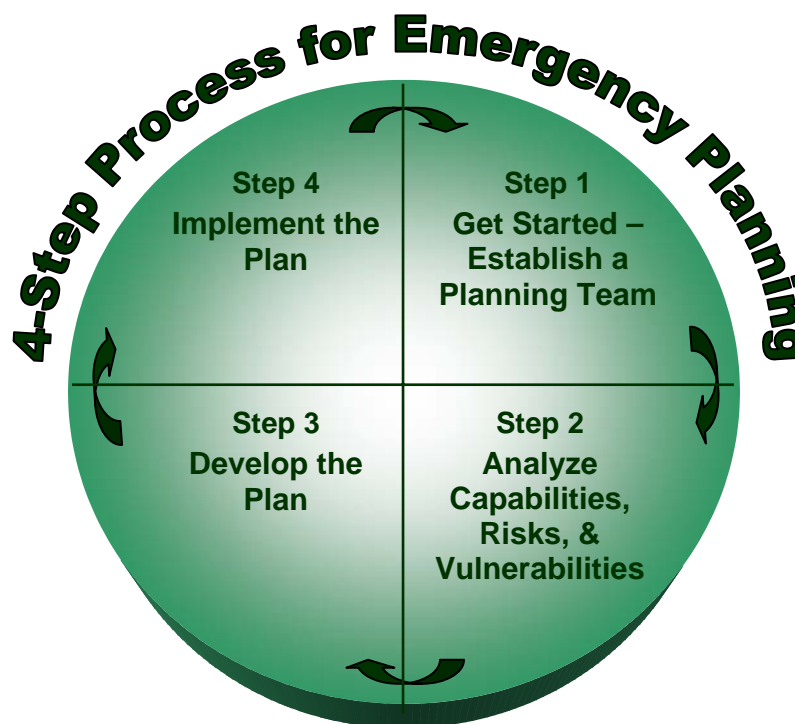 4-Step Process for Emergency Planning
Step 4
Implement the
Plan
Step 1
Get Started –
Establish a
Planning Team
Step 3
Develop the
Plan
Step 2
Analyze
Capabilities,
Risks, &
Vulnerabilities